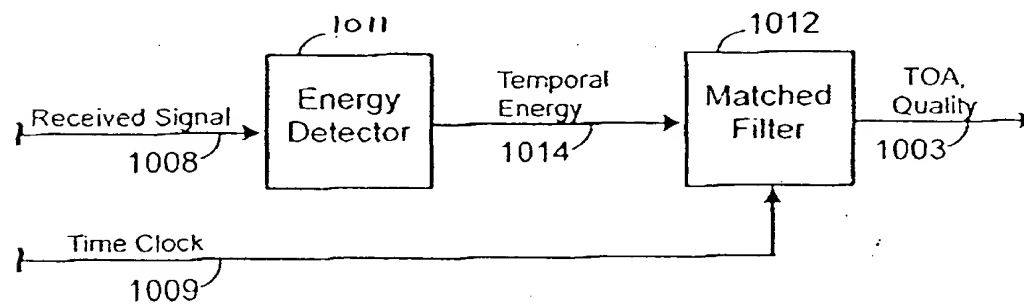 1011
1012
Received Signal
1008
Energy
Detector
Temporal
Energy
1014
Matched
Filter
TOA,
Quality
1003
Time Clock
1009